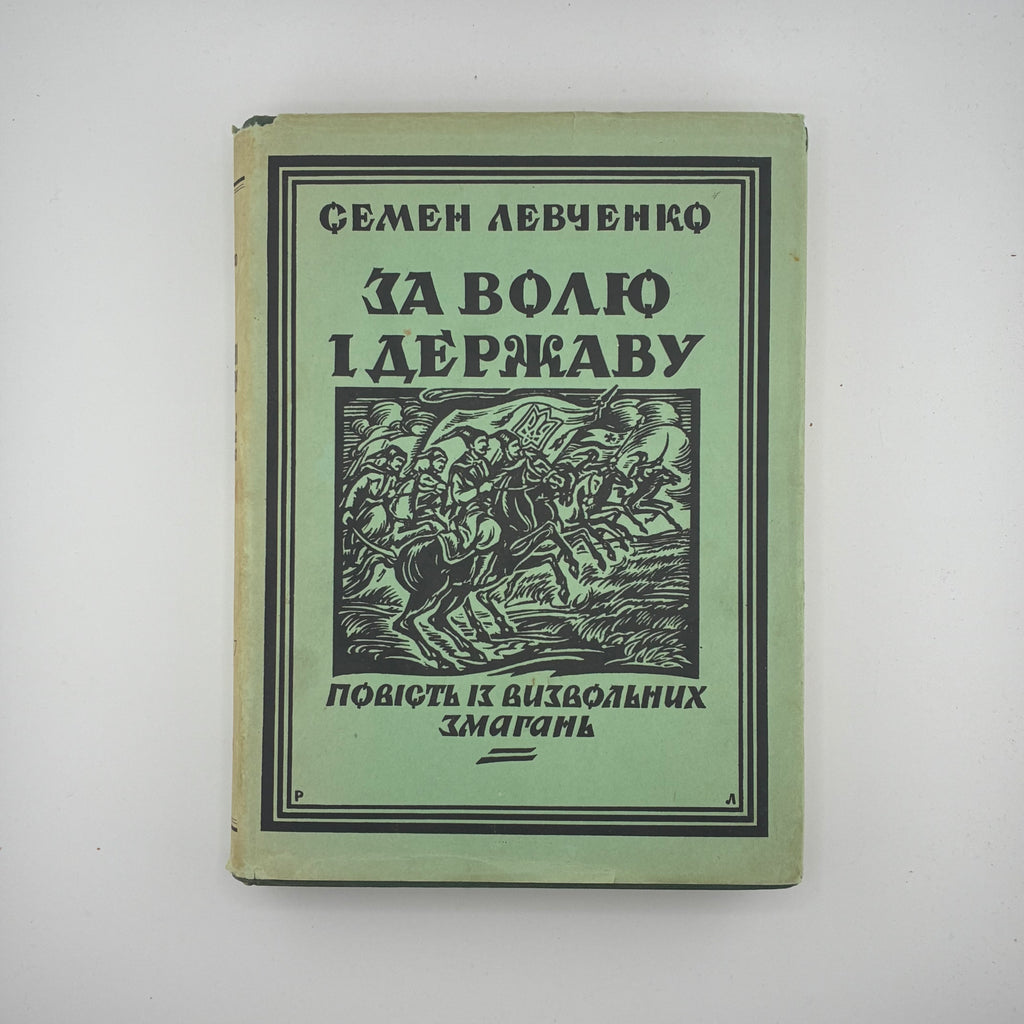 СЕМЕН ЛЕВЧЕНКО
ЗА ВОЛЮ
І ДЕРЖАВУ
ПОВІСТЬ ІЗ ВИЗВОЛЬНИХ
ЗМАГАНЬ
Р Л